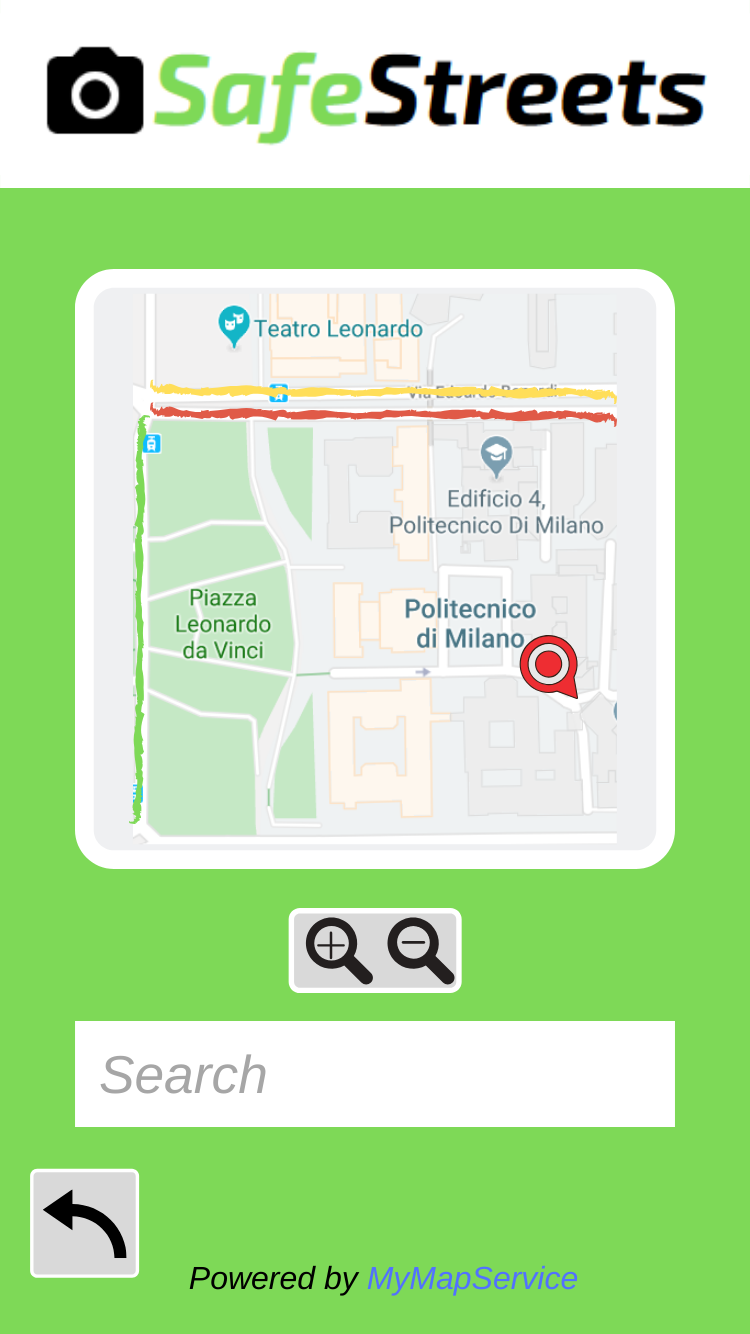 SafeStreets
Teatro Leonardo
Edificio 4,
Politecnico Di Milano
Piazza
Leonardo
da Vinci
Politecnico
di Milano
Search
Powered by MyMapService